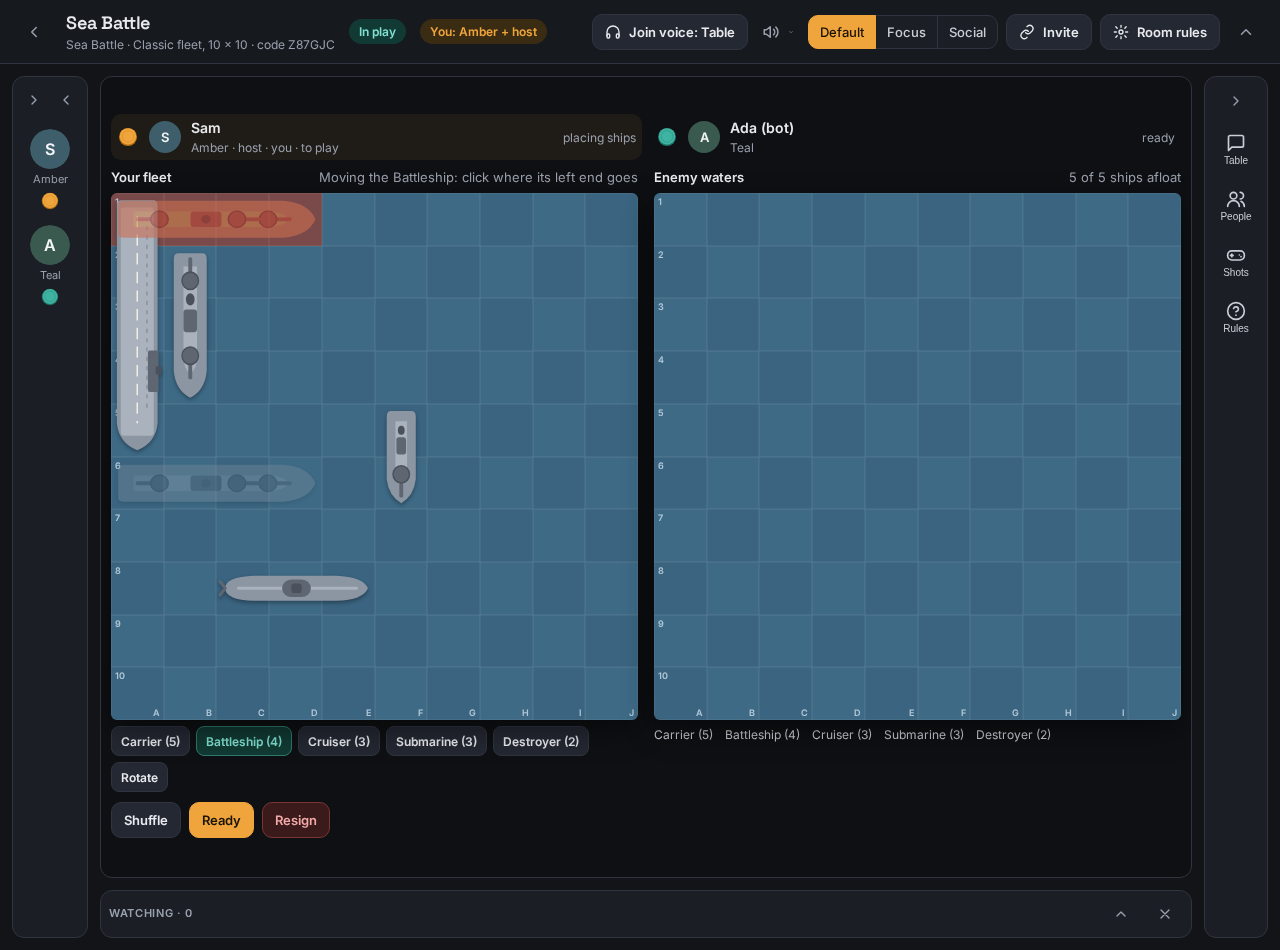 Sea Battle
Sea Battle · Classic fleet, 10 × 10 · code Z87GJC
In play
You: Amber + host
Join voice: Table
Default
Focus
Social
Invite
Room rules
S
Amber
A
Teal
S
Sam
Amber · host · you · to play
placing ships
A
Ada (bot)
Teal
ready
Your fleet
Moving the Battleship: click where its left end goes
Enemy waters
5 of 5 ships afloat
1
6
7
8
9
10
A B C D E F G H I J
1
2
3
4
5
6
7
8
9
10
A B C D E F G H I J
Carrier (5)
Battleship (4)
Cruiser (3)
Submarine (3)
Destroyer (2)
Rotate
Shuffle
Ready
Resign
Carrier (5) Battleship (4) Cruiser (3) Submarine (3) Destroyer (2)
Table
People
Shots
Rules
WATCHING · 0